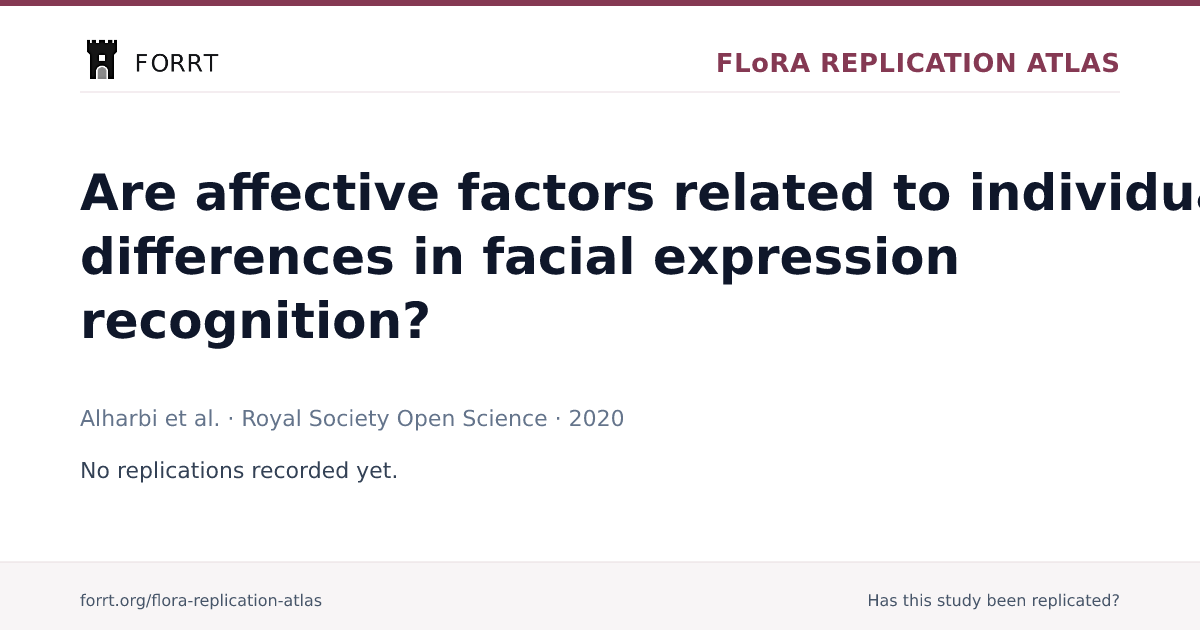 FORRT
FLoRA REPLICATION ATLAS
Are affective factors related to individua
differences in facial expression
recognition?
Alharbi et al. · Royal Society Open Science · 2020
No replications recorded yet.
forrt.org/flora-replication-atlas
Has this study been replicated?